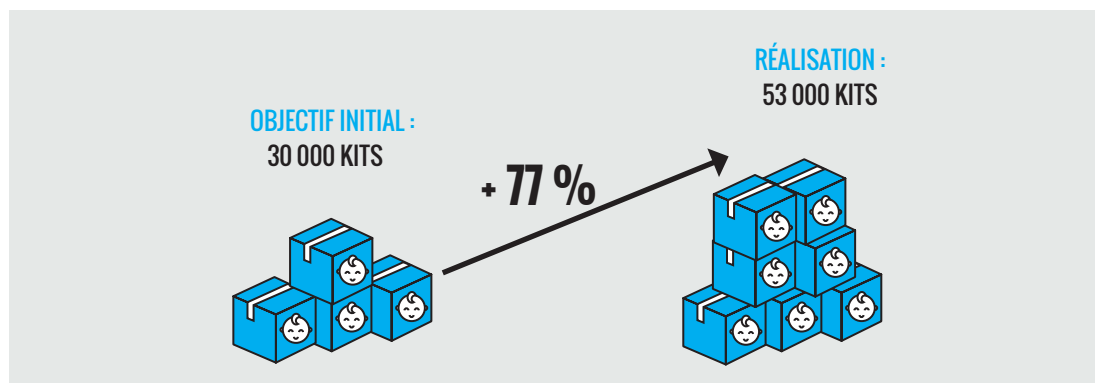 OBJECTIF INITIAL :
30 000 KITS
+ 77 %
RÉALISATION :
53 000 KITS